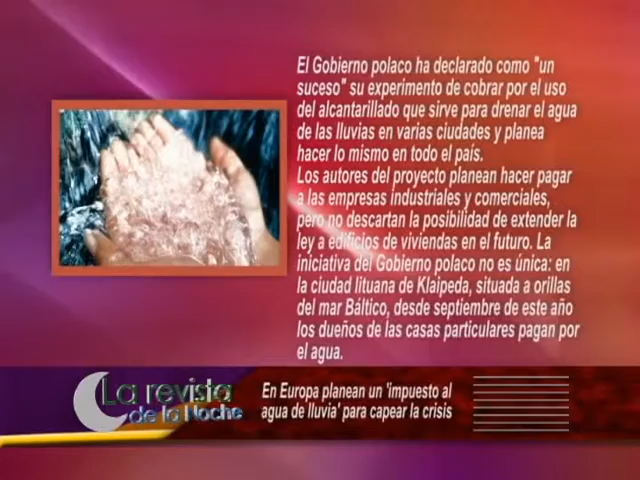 El Gobierno polaco ha declarado como "un
suceso" su experimento de cobrar por el uso
del alcantarillado que sirve para drenar el agua
de las lluvias en varias ciudades y planea
hacer lo mismo en todo el país.
Los autores del proyecto planean hacer pagar
a las empresas industriales y comerciales,
pero no descartan la posibilidad de extender la
ley a edificios de viviendas en el futuro. La
iniciativa del Gobierno polaco no es única: en
la ciudad lituana de Klaipeda, situada a orillas
del mar Báltico, desde septiembre de este año
los dueños de las casas particulares pagan por
el agua.
La revista
de la Noche
En Europa planean un 'impuesto al
agua de lluvia' para capear la crisis